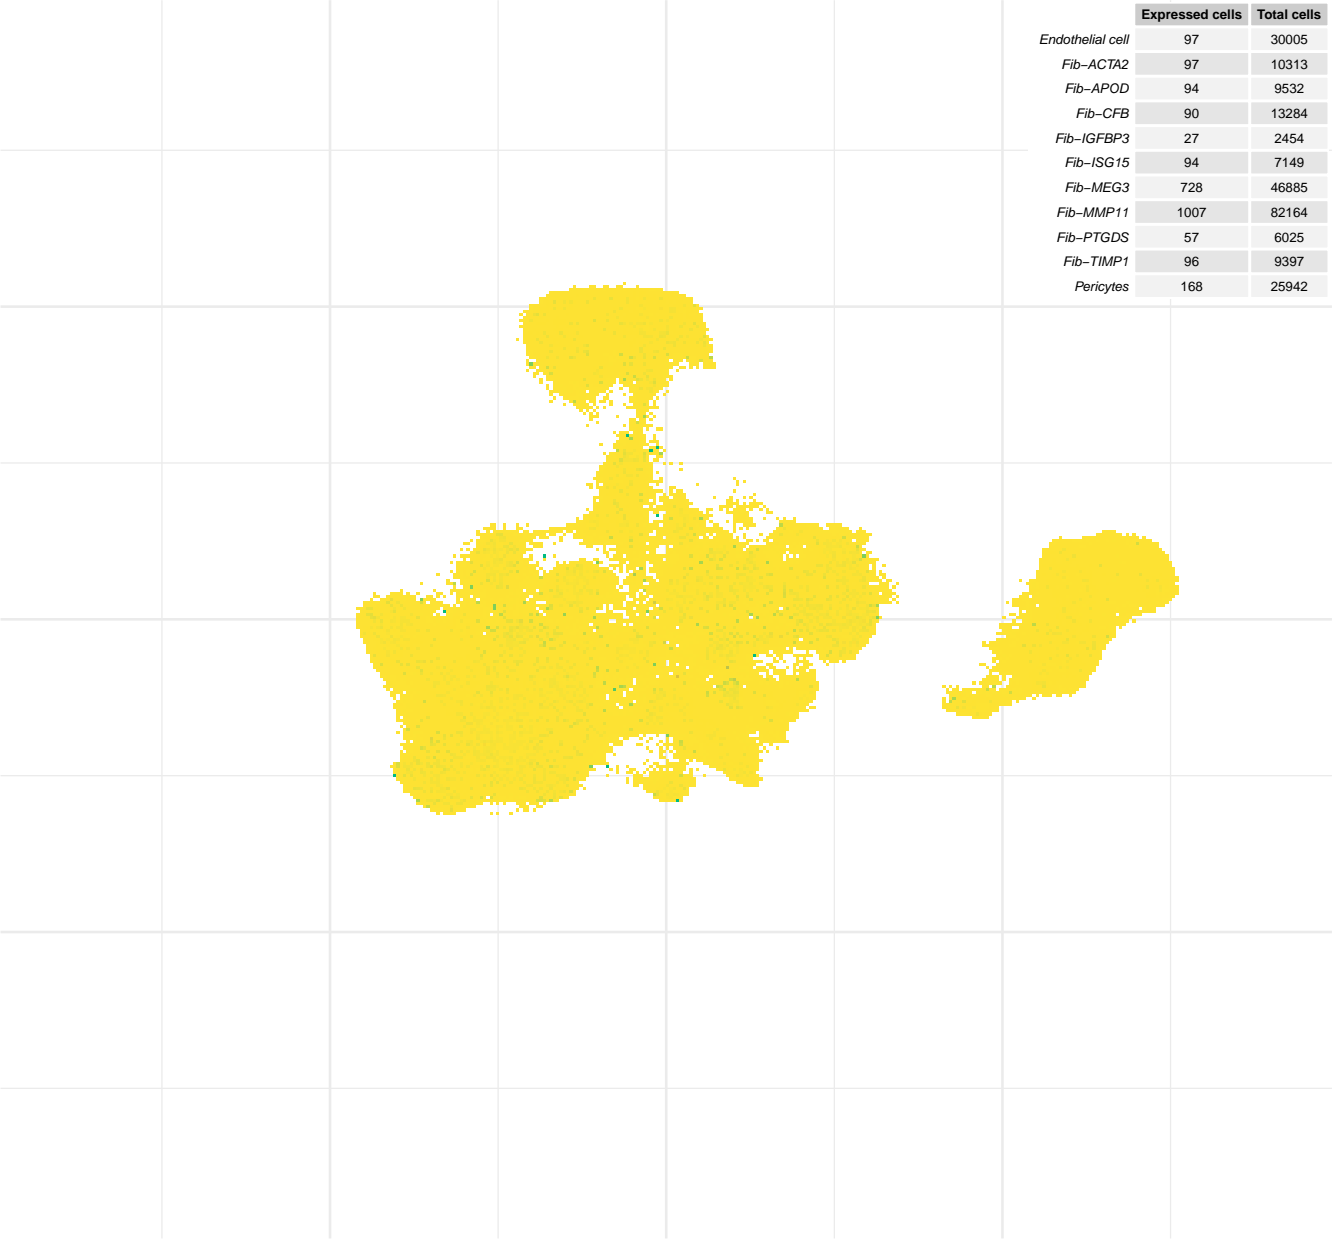 Expressed cells Total cells
Endothelial cell 97 30005
Fib−ACTA2 97 10313
Fib−APOD 94 9532
Fib−CFB 90 13284
Fib−IGFBP3 27 2454
Fib−ISG15 94 7149
Fib−MEG3 728 46885
Fib−MMP11 1007 82164
Fib−PTGDS 57 6025
Fib−TIMP1 96 9397
Pericytes 168 25942